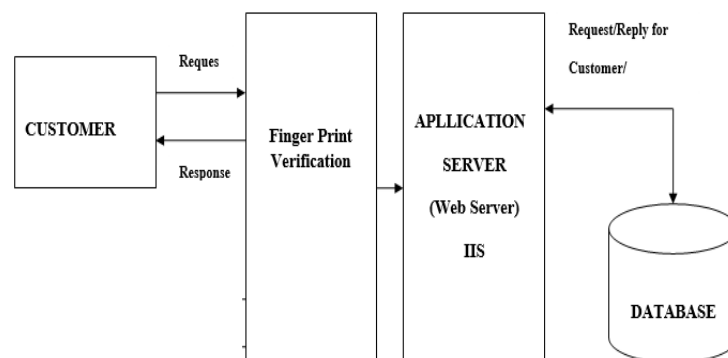 CUSTOMER
Reques
Response
Finger Print
Verification
APLLICATION
SERVER
(Web Server)
IIS
Request/Reply for
Customer/
DATABASE